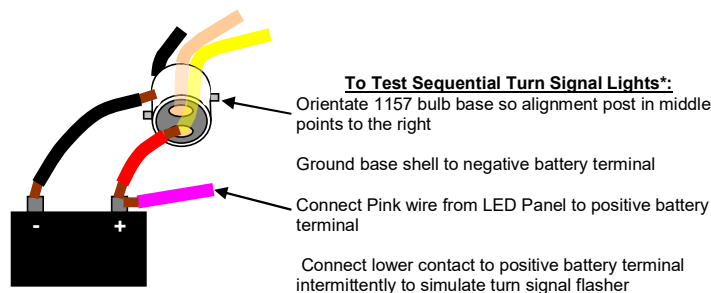 To Test Sequential Turn Signal Lights*:
Orientate 1157 bulb base so alignment post in middle
points to the right
Ground base shell to negative battery terminal
Connect Pink wire from LED Panel to positive battery
terminal
Connect lower contact to positive battery terminal
intermittently to simulate turn signal flasher
- +